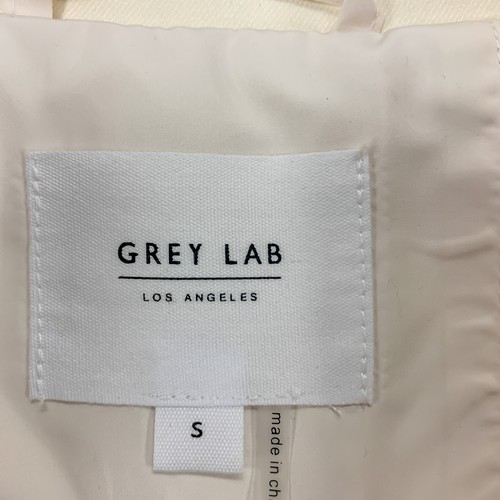 GREY LAB
LOS ANGELES
S
made in ch